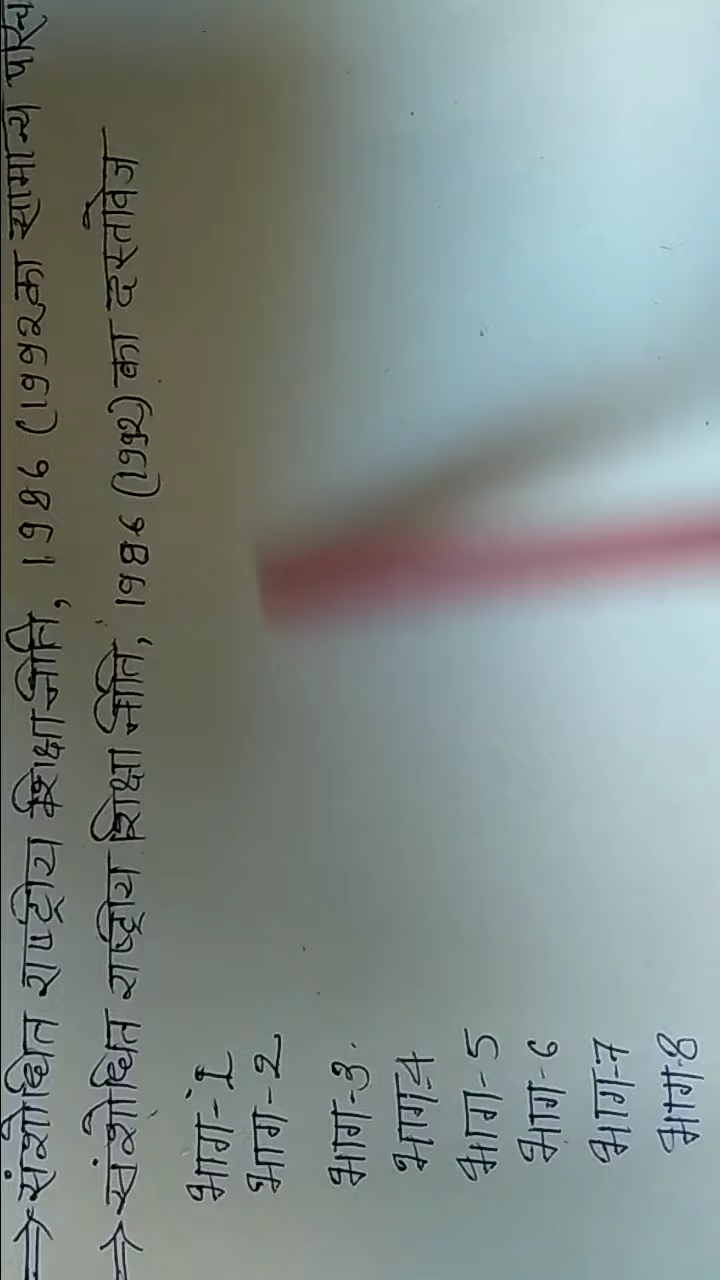 ⇒ संशोधित राष्ट्रीय शिक्षा नीति, 1986 (1992 का सामान्य
⇒ संशोधित राष्ट्रीय शिक्षा नीति, 1986 (1992) का दस्तावेज
भाग-1
भाग-2
भाग-3.
भाग-4
भाग-5
भाग-6
भाग-7
भाग-8